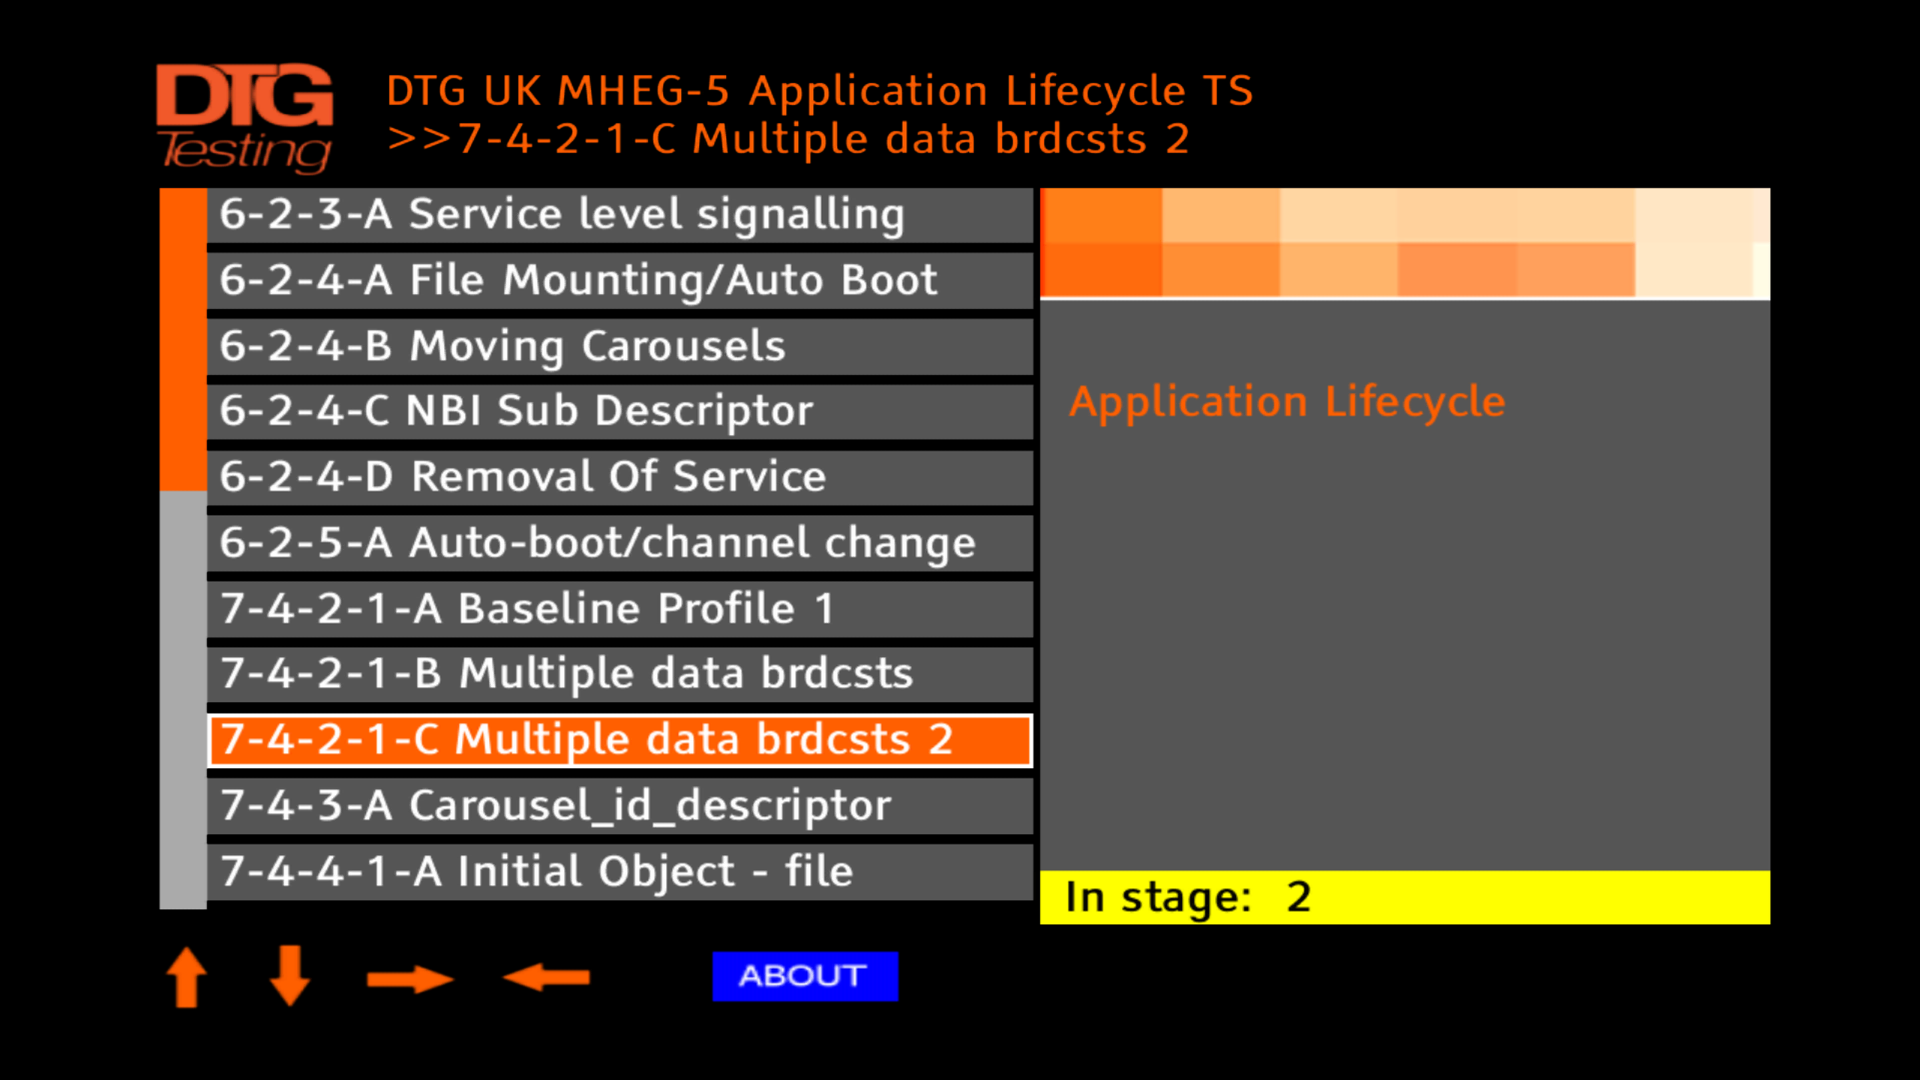 DTG
Testing
DTG UK MHEG-5 Application Lifecycle TS
>>7-4-2-1-C Multiple data brdcsts 2
6-2-3-A Service level signalling
6-2-4-A File Mounting/Auto Boot
6-2-4-B Moving Carousels
6-2-4-C NBI Sub Descriptor
6-2-4-D Removal Of Service
6-2-5-A Auto-boot/channel change
7-4-2-1-A Baseline Profile 1
7-4-2-1-B Multiple data brdcsts
7-4-2-1-C Multiple data brdcsts 2
7-4-3-A Carousel_id_descriptor
7-4-4-1-A Initial Object - file
Application Lifecycle
In stage: 2
ABOUT